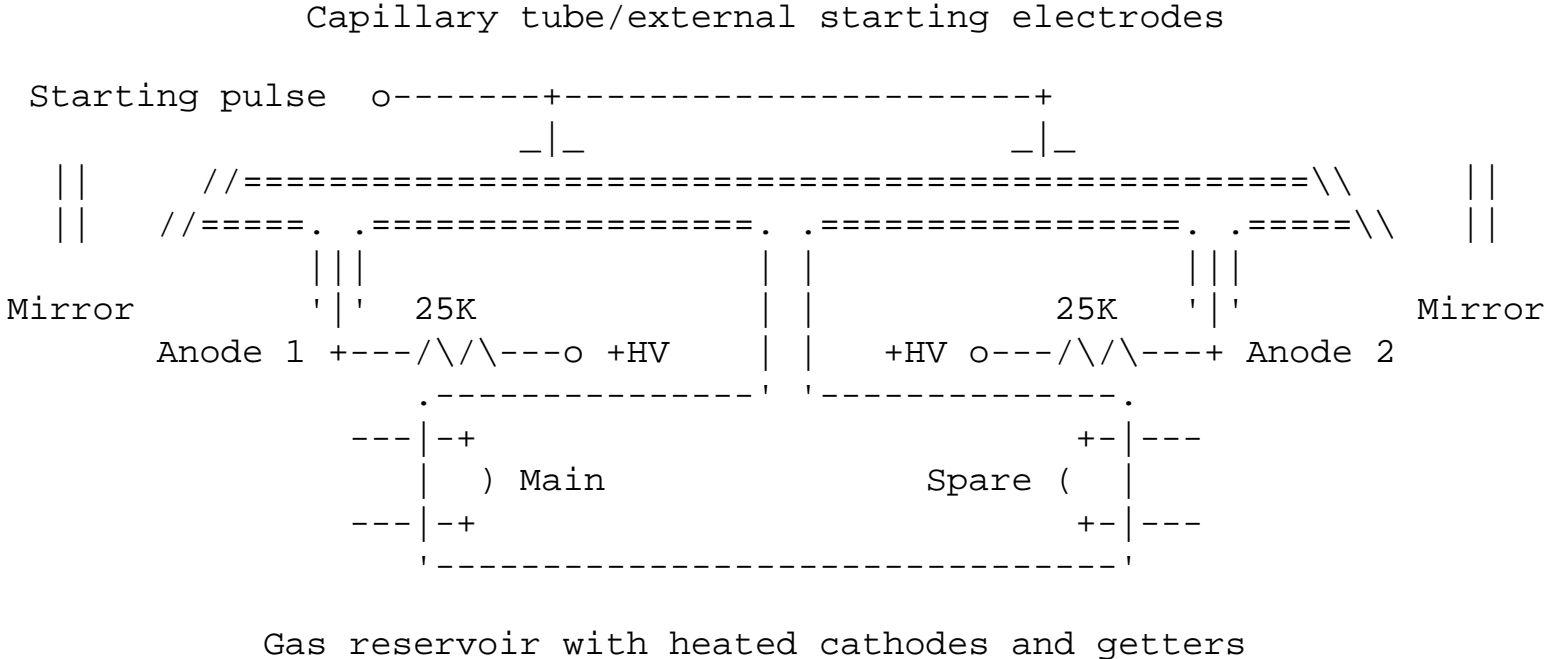 Capillary tube/external starting electrodes
Starting pulse o-------+----------------------+
_|_ _|_
|| //==================================================\\ ||
|| //=====. .==================. .=================. .=====\\ ||
||| | | |||
Mirror '|' 25K | | 25K '|' Mirror
Anode 1 +---/\/\---o +HV | | +HV o---/\/\---+ Anode 2
.---------------' '--------------.
---|-+ +-|---
| ) Main Spare ( |
---|-+ +-|---
'--------------------------------'
Gas reservoir with heated cathodes and getters